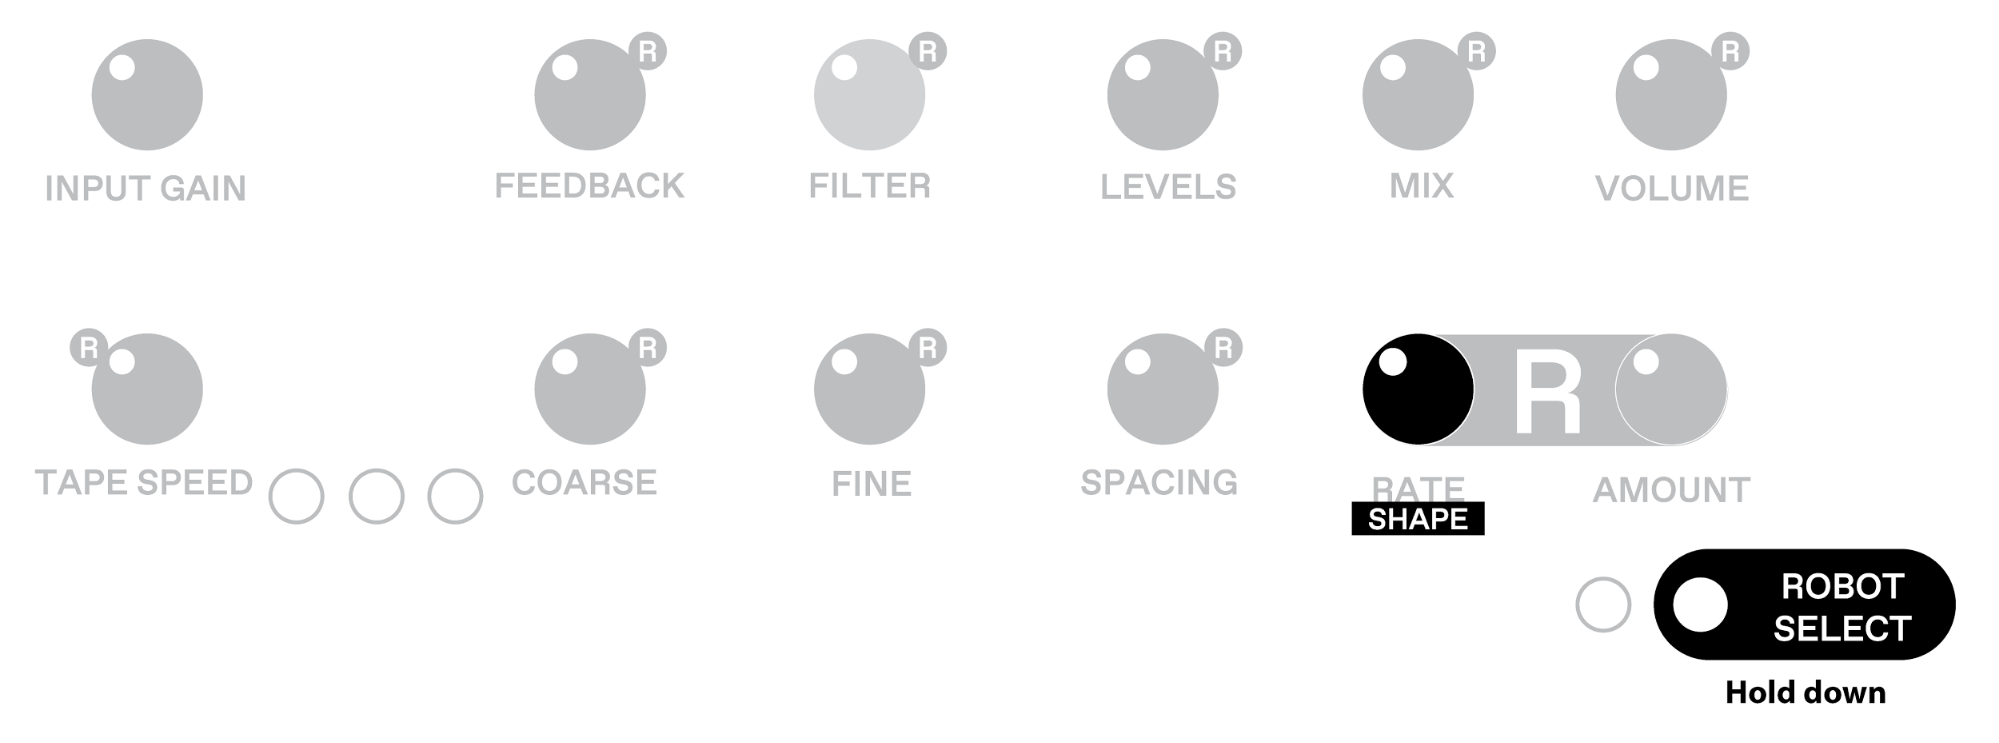 R R R R R
INPUT GAIN FEEDBACK FILTER LEVELS MIX VOLUME
R R R R R
TAPE SPEED COARSE FINE SPACING RATE AMOUNT
SHAPE
ROBOT
SELECT
Hold down